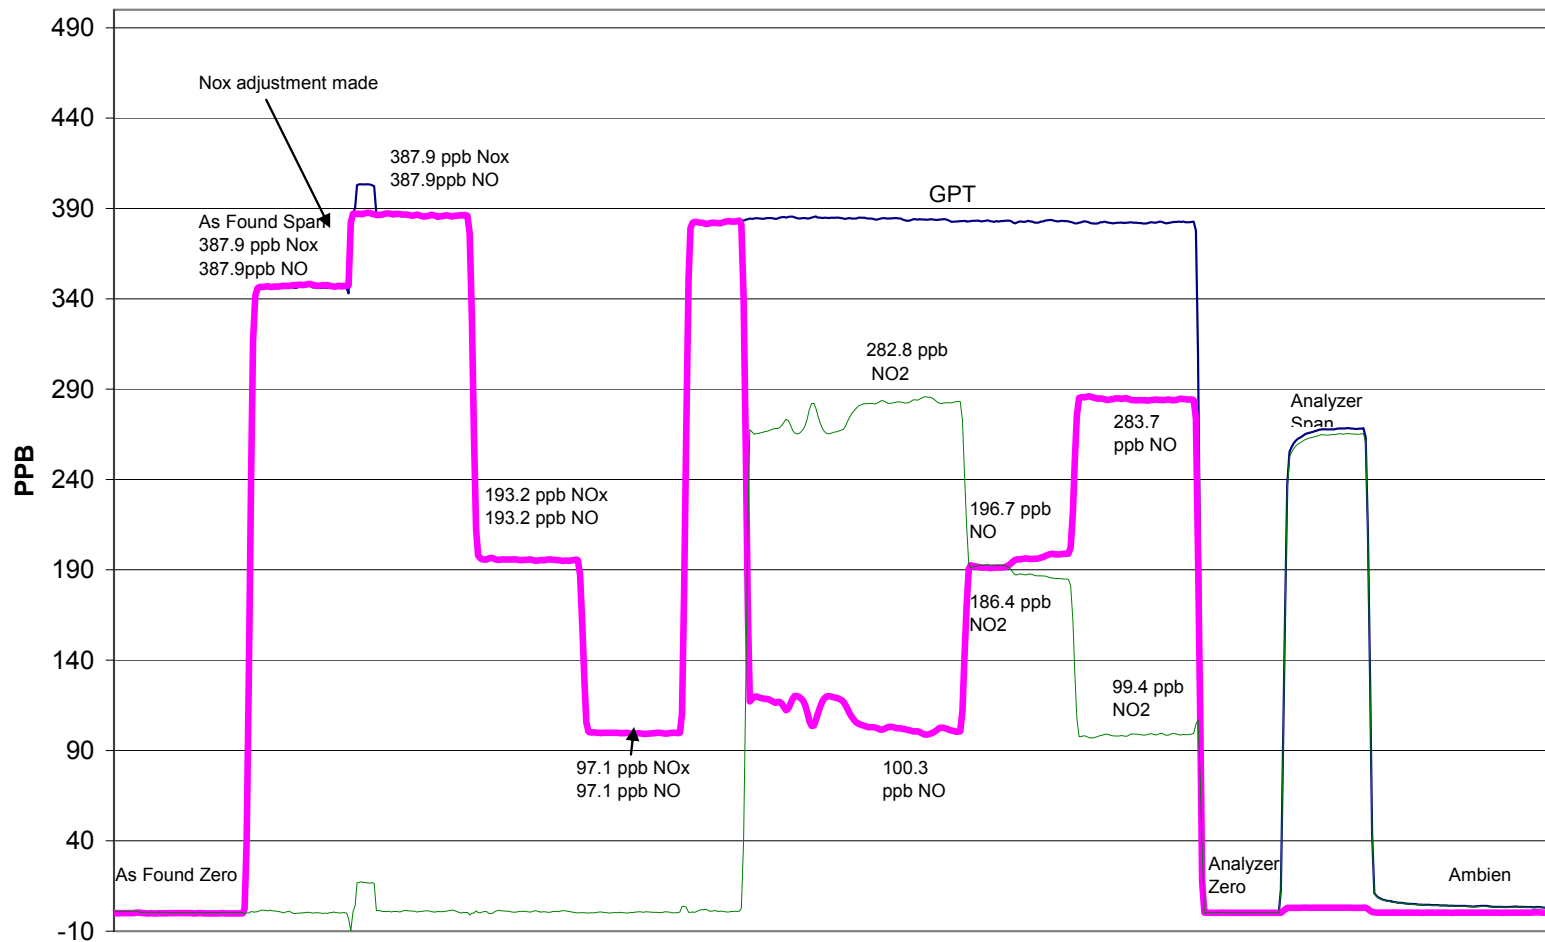 490
440
390
340
290
240
190
140
90
40
-10
PPB
Nox adjustment made
387.9 ppb Nox
387.9ppb NO
As Found Span
387.9 ppb Nox
387.9ppb NO
GPT
282.8 ppb
NO2
193.2 ppb NOx
193.2 ppb NO
196.7 ppb
NO
283.7
ppb NO
Analyzer
Span
186.4 ppb
NO2
99.4 ppb
NO2
97.1 ppb NOx
97.1 ppb NO
100.3
ppb NO
As Found Zero
Analyzer
Zero
Ambien